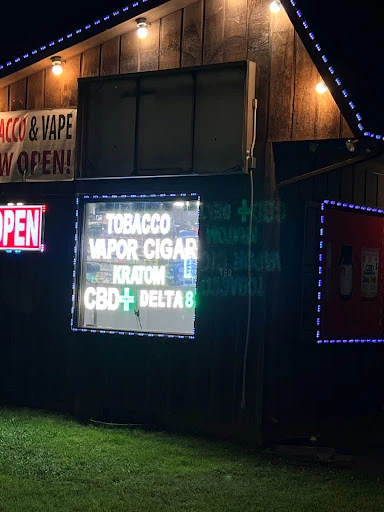 ACCO & VAPE
W OPEN!
OPEN
TOBACCO
VAPOR CIGAR
KRATOM
CBD+ DELTA 8